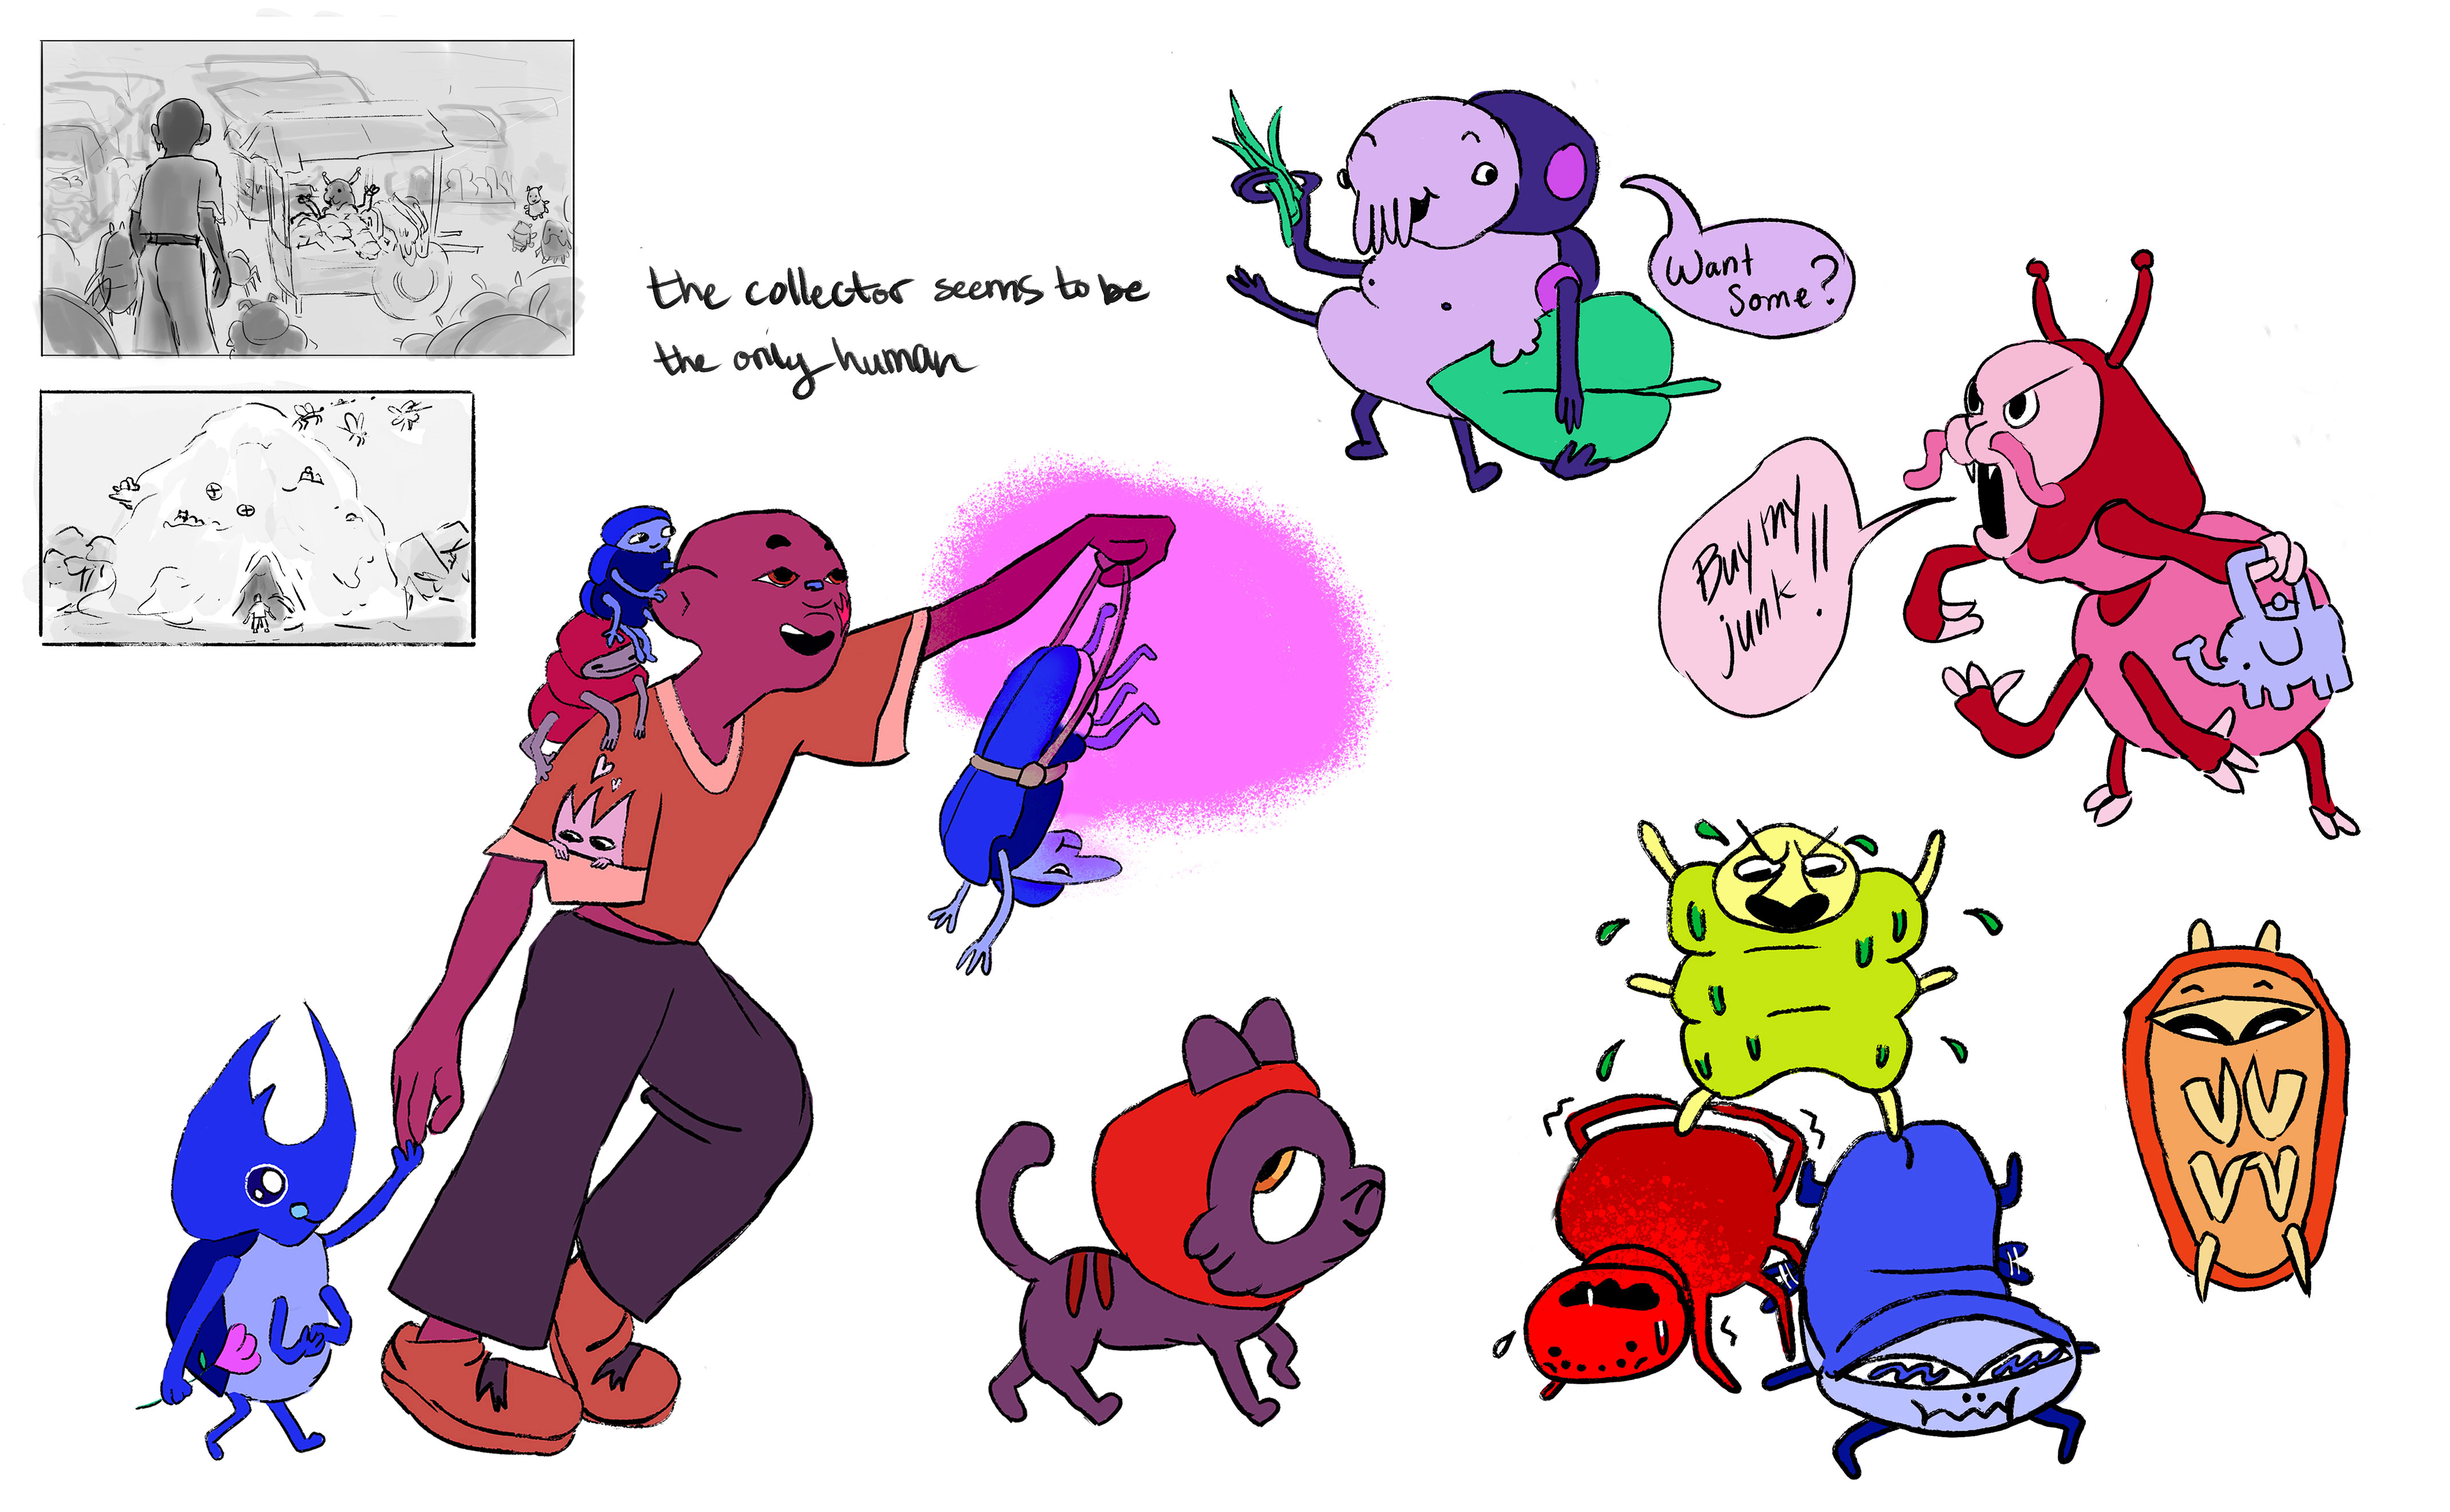 the collector seems to be
the only human
Want
Some?
Buy my
junk!!